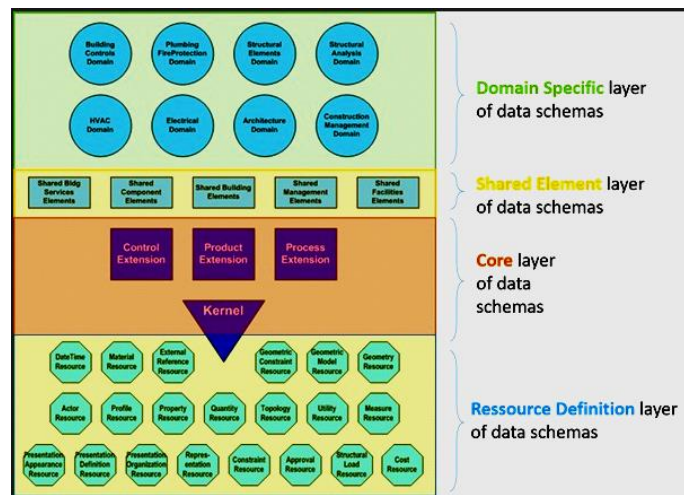 Building
Controls
Domain
Plumbing
FireProtection
Domain
Structural
Elements
Domain
Structural
Analysis
Domain
HVAC
Domain
Electrical
Domain
Architecture
Domain
Construction
Management
Domain
Domain Specific layer
of data schemas
Shared Bldg
Services
Elements
Shared
Component
Elements
Shared Building
Elements
Shared
Management
Elements
Shared
Facilities
Elements
Shared Element layer
of data schemas
Control
Extension
Product
Extension
Process
Extension
Kernel
Core layer
of data
schemas
DateTime
Resource
Material
Resource
External
Reference
Resource
Geometric
Constraint
Resource
Geometric
Model
Resource
Geometry
Resource
Actor
Resource
Profile
Resource
Property
Resource
Quantity
Resource
Topology
Resource
Utility
Resource
Measure
Resource
Presentation
Appearance
Resource
Presentation
Definition
Resource
Presentation
Organization
Resource
Repres-
entation
Resource
Constraint
Resource
Approval
Resource
Structural
Load
Resource
Cost
Resource
Ressource Definition layer
of data schemas